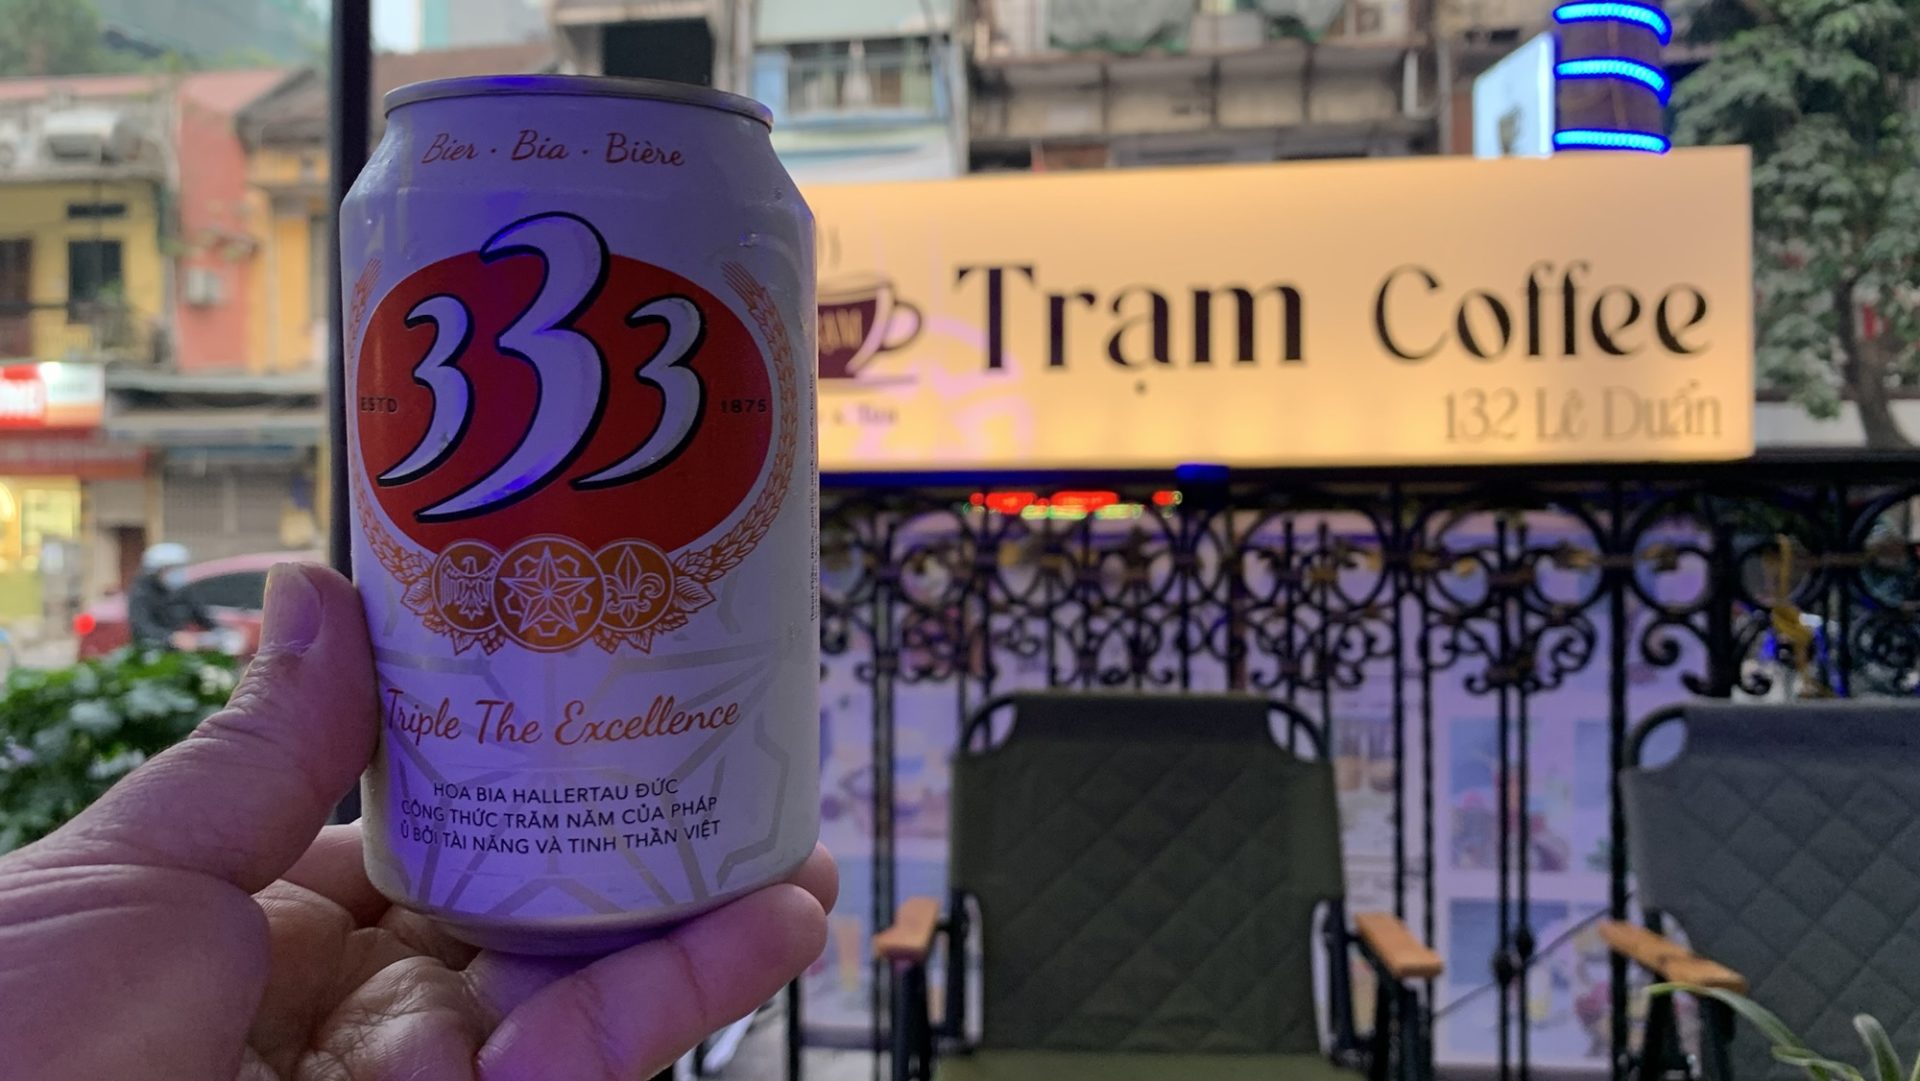 Bier · Bia · Bière
333
ESTD 1875
Triple The Excellence
HOA BIA HALLERTAU ĐỨC
CÔNG THỨC TRĂM NĂM CỦA PHÁP
Ủ BỞI TÀI NĂNG VÀ TINH THẦN VIỆT
Trạm Coffee
132 Lê Duẩn